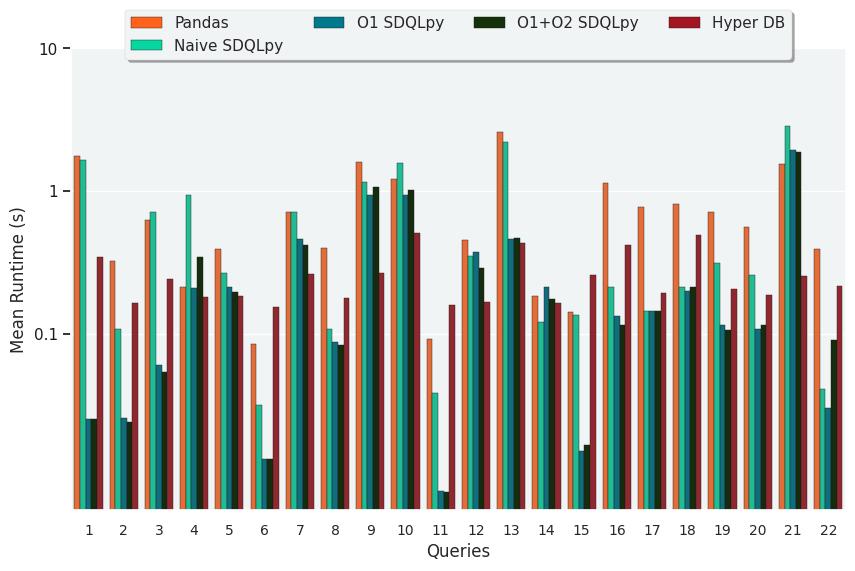 Pandas
Naive SDQLpy
O1 SDQLpy
O1+O2 SDQLpy
Hyper DB
10
1
0.1
Mean Runtime (s)
1 2 3 4 5 6 7 8 9 10 11 12 13 14 15 16 17 18 19 20 21 22
Queries